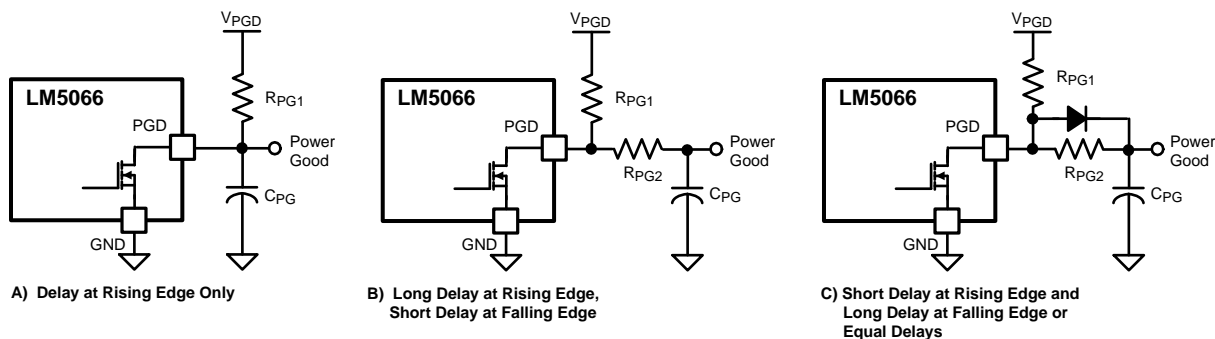 VPGD
LM5066
RPG1
PGD
Power
Good
CPG
GND
A) Delay at Rising Edge Only
VPGD
LM5066
RPG1
PGD
Power
Good
RPG2
CPG
GND
B) Long Delay at Rising Edge,
Short Delay at Falling Edge
VPGD
LM5066
RPG1
PGD
Power
Good
RPG2
CPG
GND
C) Short Delay at Rising Edge and
Long Delay at Falling Edge or
Equal Delays